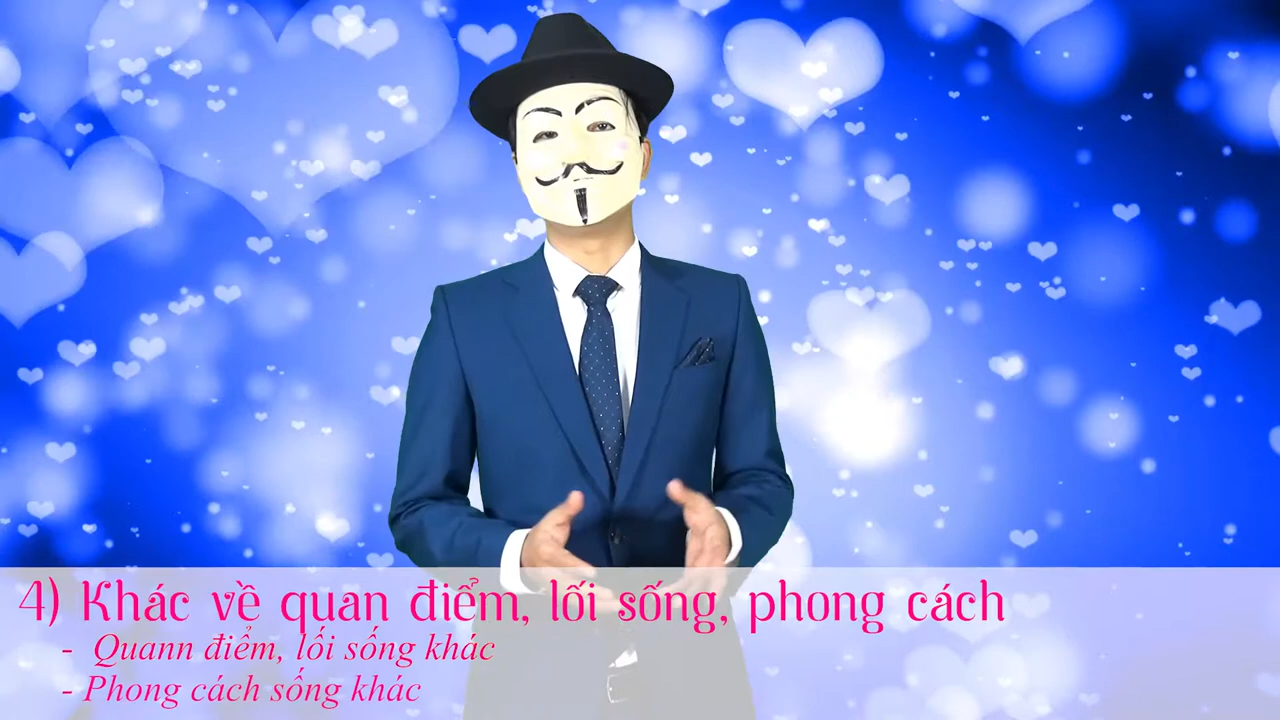 4) Khác về quan điểm, lối sống, phong cách
- Quann điểm, lối sống khác
- Phong cách sống khác